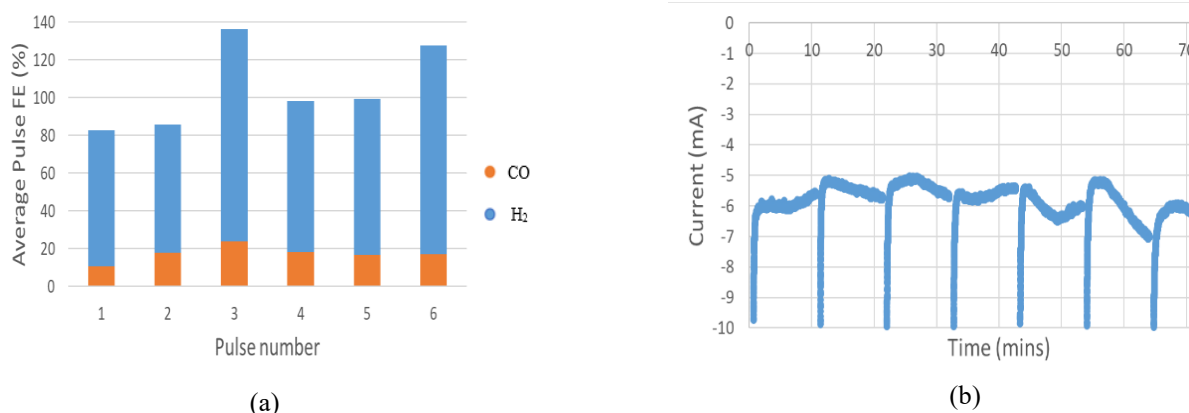 140
120
100
80
60
40
20
0
Average Pulse FE (%)
1 2 3 4 5 6
Pulse number
CO
H₂
(a)
0
-1
-2
-3
-4
-5
-6
-7
-8
-9
-10
Current (mA)
0 10 20 30 40 50 60 70
Time (mins)
(b)